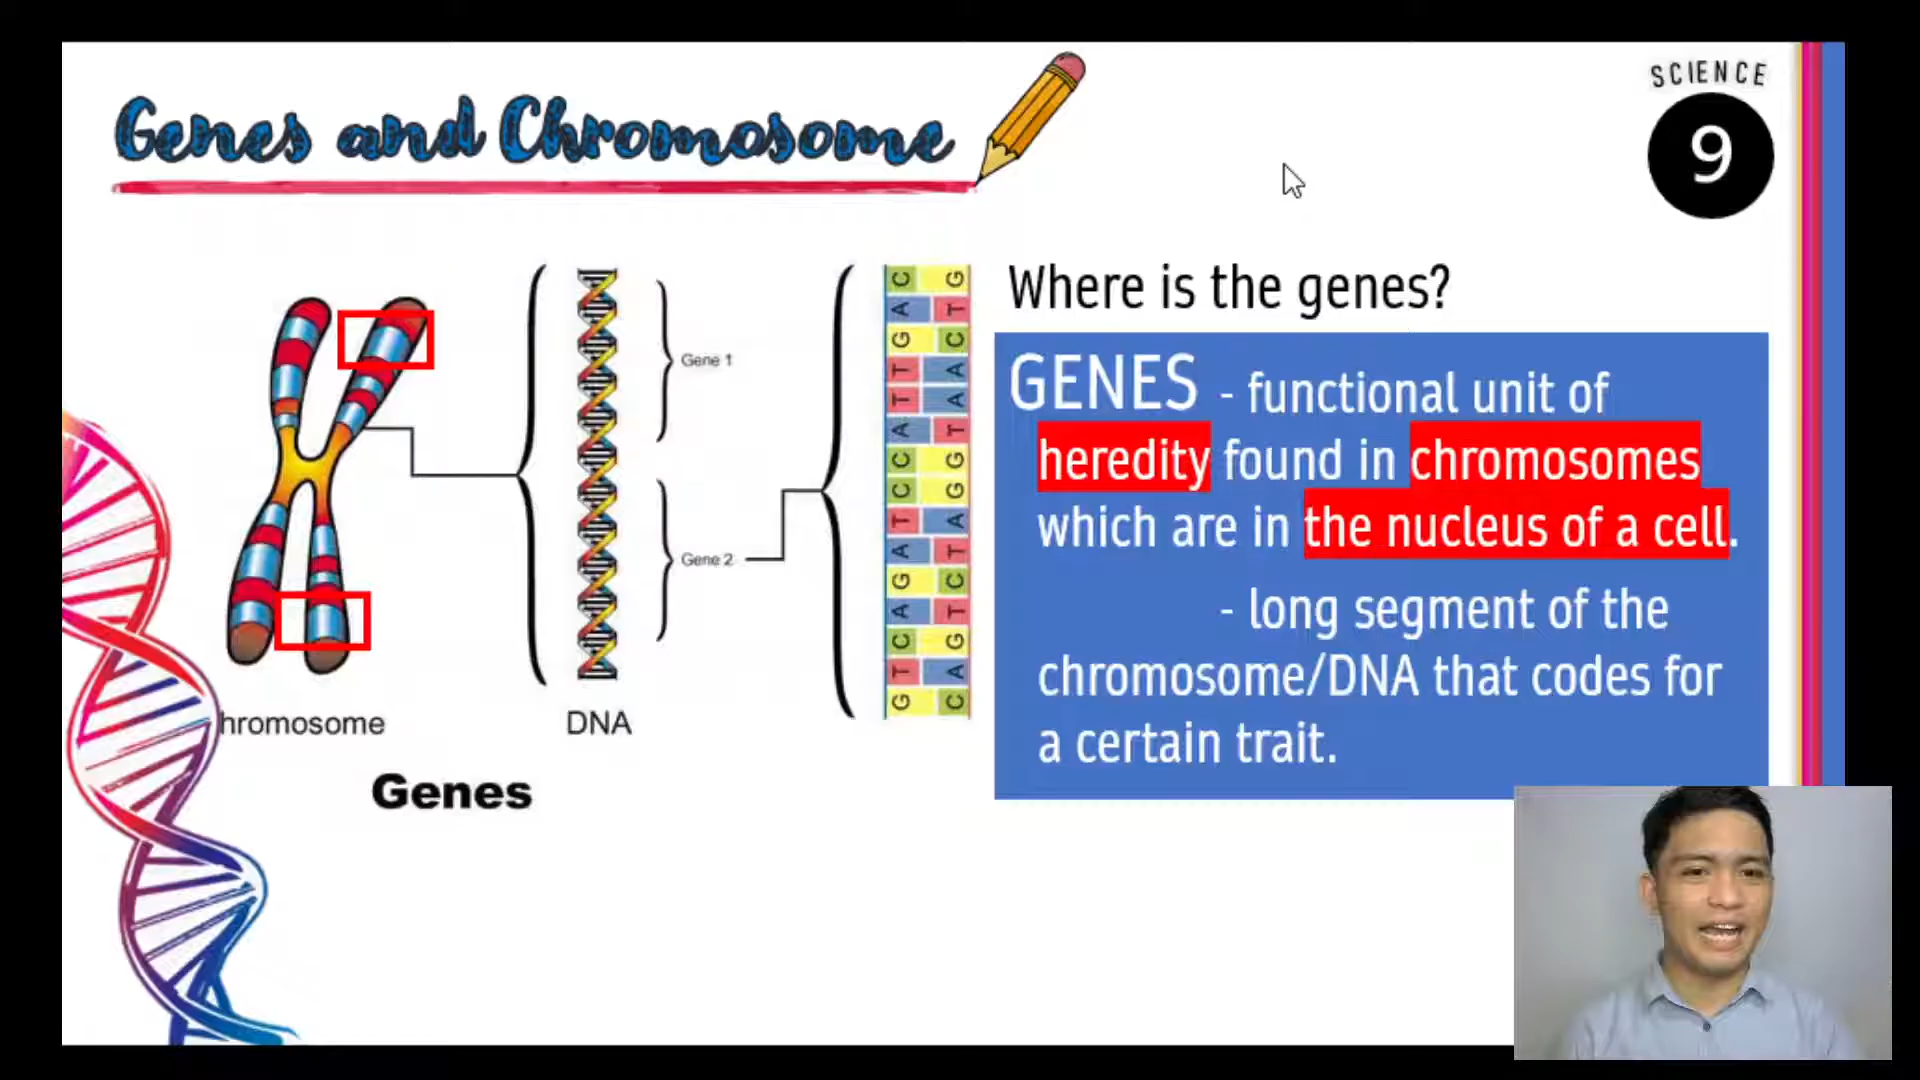 SCIENCE
9
Genes and Chromosome
Where is the genes?
GENES - functional unit of
heredity found in chromosomes
which are in the nucleus of a cell.
- long segment of the
chromosome/DNA that codes for
a certain trait.
Gene 1
Gene 2
hromosome
DNA
Genes
C G
A T
G C
T A
T A
A T
C G
C G
T A
A T
G C
A T
C G
T A
G C